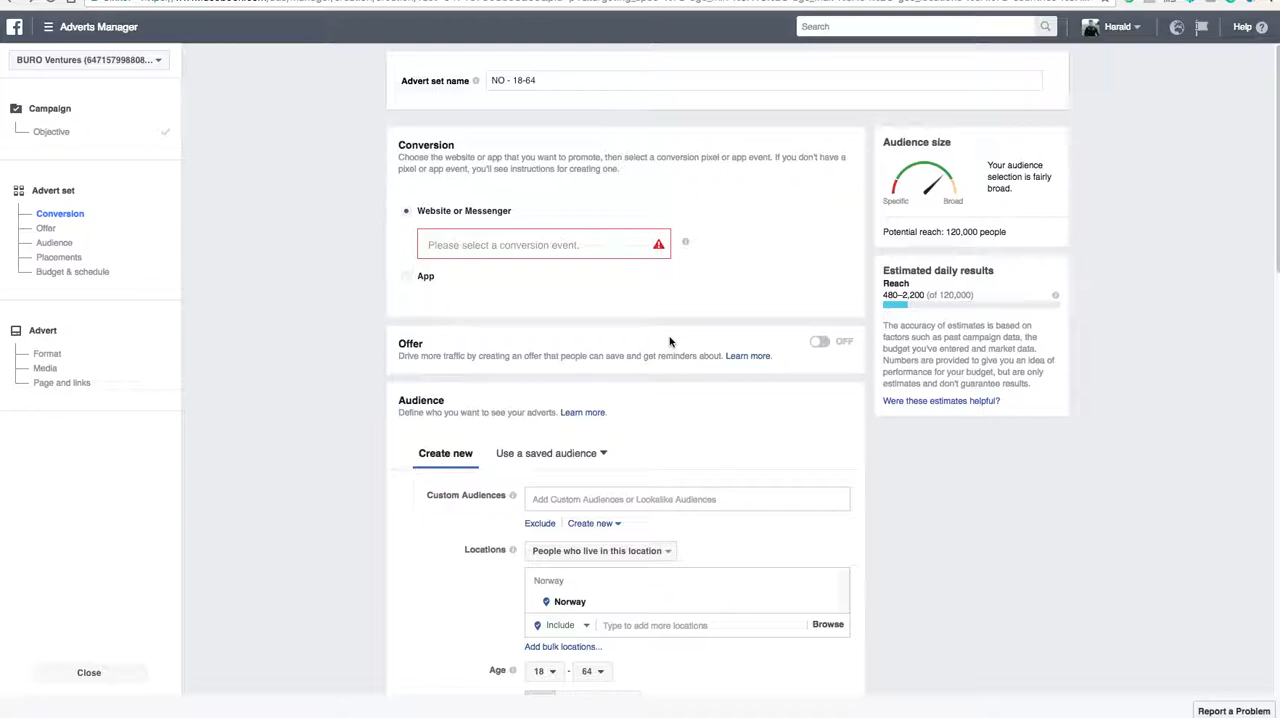 Adverts Manager
Search
Harald
Help
BURO Ventures (647157998808...
Campaign
Objective
Advert set
Conversion
Offer
Audience
Placements
Budget & schedule
Advert
Format
Media
Page and links
Close
Advert set name
NO - 18-64
Conversion
Choose the website or app that you want to promote, then select a conversion pixel or app event. If you don't have a
pixel or app event, you'll see instructions for creating one.
Website or Messenger
Please select a conversion event.
App
Offer
OFF
Drive more traffic by creating an offer that people can save and get reminders about. Learn more.
Audience
Define who you want to see your adverts. Learn more.
Create new
Use a saved audience
Custom Audiences
Add Custom Audiences or Lookalike Audiences
Exclude
Create new
Locations
People who live in this location
Norway
Norway
Include
Type to add more locations
Browse
Add bulk locations...
Age
18 - 64
Audience size
Your audience
selection is fairly
broad.
Specific
Broad
Potential reach: 120,000 people
Estimated daily results
Reach
480–2,200 (of 120,000)
The accuracy of estimates is based on
factors such as past campaign data, the
budget you've entered and market data.
Numbers are provided to give you an idea of
performance for your budget, but are only
estimates and don't guarantee results.
Were these estimates helpful?
Report a Problem